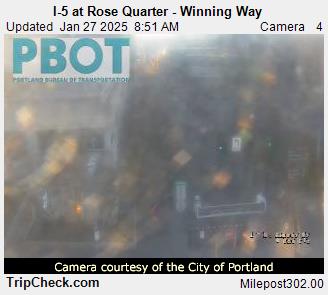 I-5 at Rose Quarter - Winning Way
Updated Jan 27 2025 8:51 AM Camera 4
PBOT
PORTLAND BUREAU OF TRANSPORTATION
Camera courtesy of the City of Portland
TripCheck.com Milepost302.00